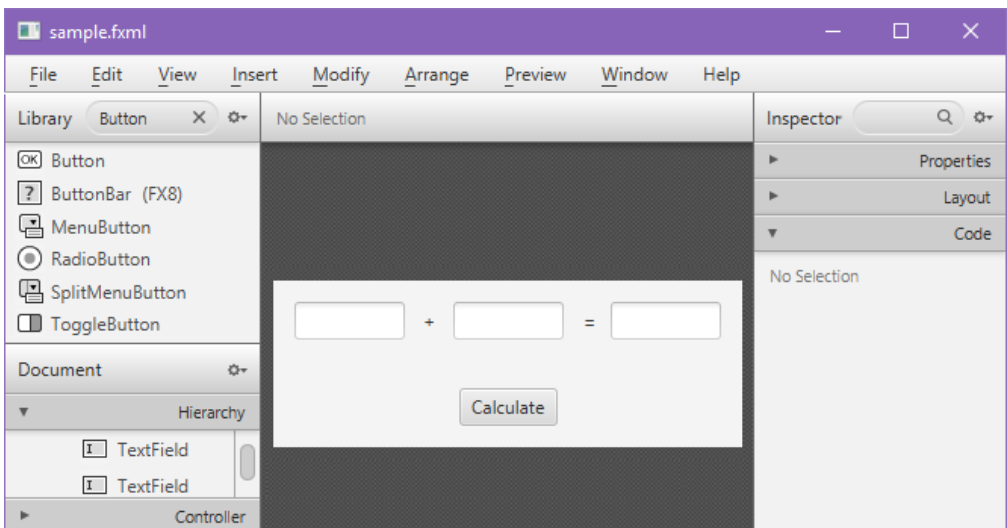 sample.fxml
File Edit View Insert Modify Arrange Preview Window Help
Library Button
No Selection
Inspector
OK Button
? ButtonBar (FX8)
MenuButton
RadioButton
SplitMenuButton
ToggleButton
Properties
Layout
Code
No Selection
+ =
Calculate
Document
Hierarchy
I TextField
I TextField
Controller